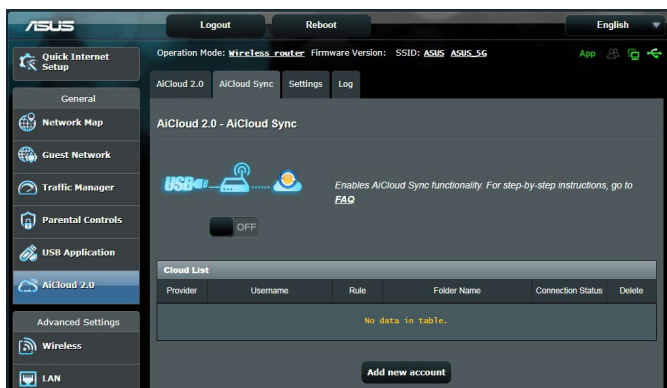 ASUS
Logout
Reboot
English
Quick Internet
Setup
Operation Mode: Wireless router Firmware Version: SSID: ASUS ASUS_5G
App
General
AiCloud 2.0
AiCloud Sync
Settings
Log
Network Map
AiCloud 2.0 - AiCloud Sync
Guest Network
Traffic Manager
USB
Enables AiCloud Sync functionality. For step-by-step instructions, go to
FAQ
Parental Controls
OFF
USB Application
AiCloud 2.0
Cloud List
Provider
Username
Rule
Folder Name
Connection Status
Delete
No data in table.
Advanced Settings
Wireless
Add new account
LAN